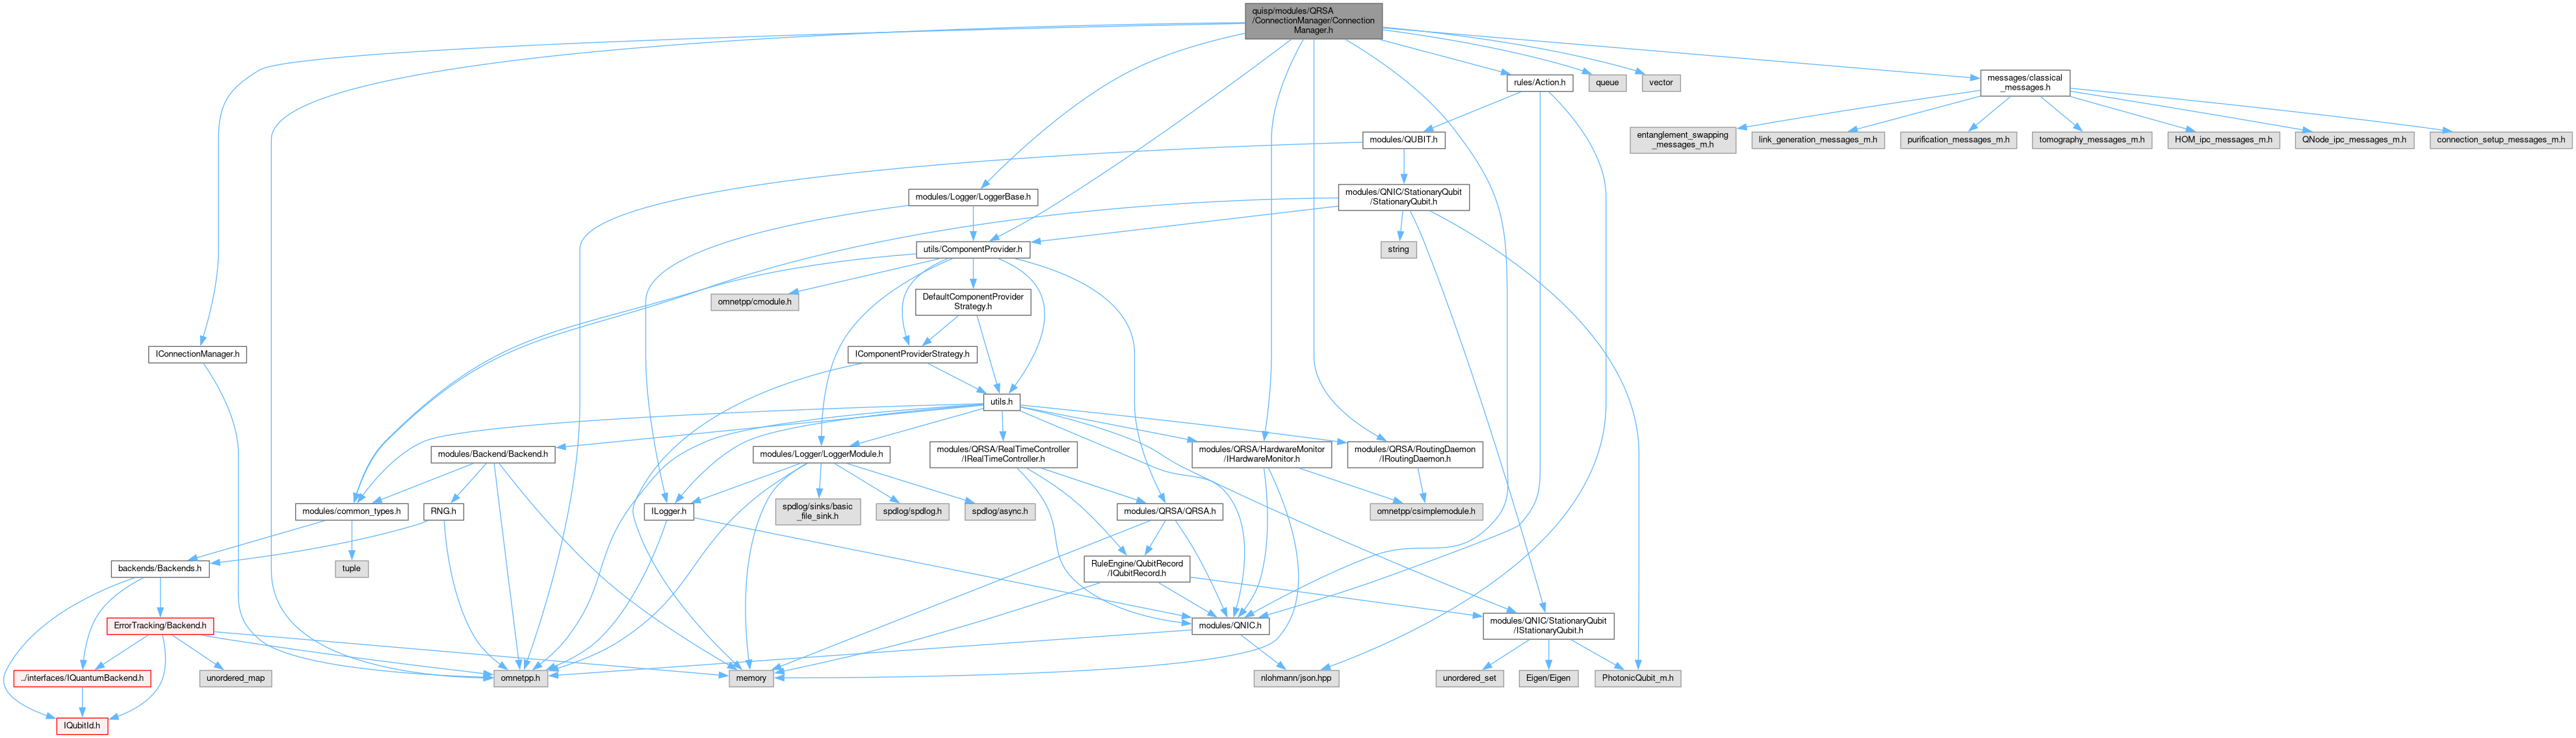 quisp/modules/QRSA
/ConnectionManager/Connection
Manager.h
rules/Action.h
queue
vector
messages/classical
_messages.h
entanglement_swapping
_messages_m.h
link_generation_messages_m.h
purification_messages_m.h
tomography_messages_m.h
HOM_ipc_messages_m.h
QNode_ipc_messages_m.h
connection_setup_messages_m.h
modules/QUBIT.h
modules/Logger/LoggerBase.h
modules/QNIC/StationaryQubit
/StationaryQubit.h
utils/ComponentProvider.h
string
omnetpp/cmodule.h
DefaultComponentProvider
Strategy.h
IConnectionManager.h
IComponentProviderStrategy.h
utils.h
modules/Backend/Backend.h
modules/Logger/LoggerModule.h
modules/QRSA/RealTimeController
/IRealTimeController.h
modules/QRSA/HardwareMonitor
/IHardwareMonitor.h
modules/QRSA/RoutingDaemon
/IRoutingDaemon.h
modules/common_types.h
RNG.h
ILogger.h
spdlog/sinks/basic
_file_sink.h
spdlog/spdlog.h
spdlog/async.h
modules/QRSA/QRSA.h
omnetpp/csimplemodule.h
backends/Backends.h
tuple
RuleEngine/QubitRecord
/IQubitRecord.h
ErrorTracking/Backend.h
modules/QNIC.h
modules/QNIC/StationaryQubit
/IStationaryQubit.h
../interfaces/IQuantumBackend.h
unordered_map
omnetpp.h
memory
nlohmann/json.hpp
unordered_set
Eigen/Eigen
PhotonicQubit_m.h
IQubitId.h